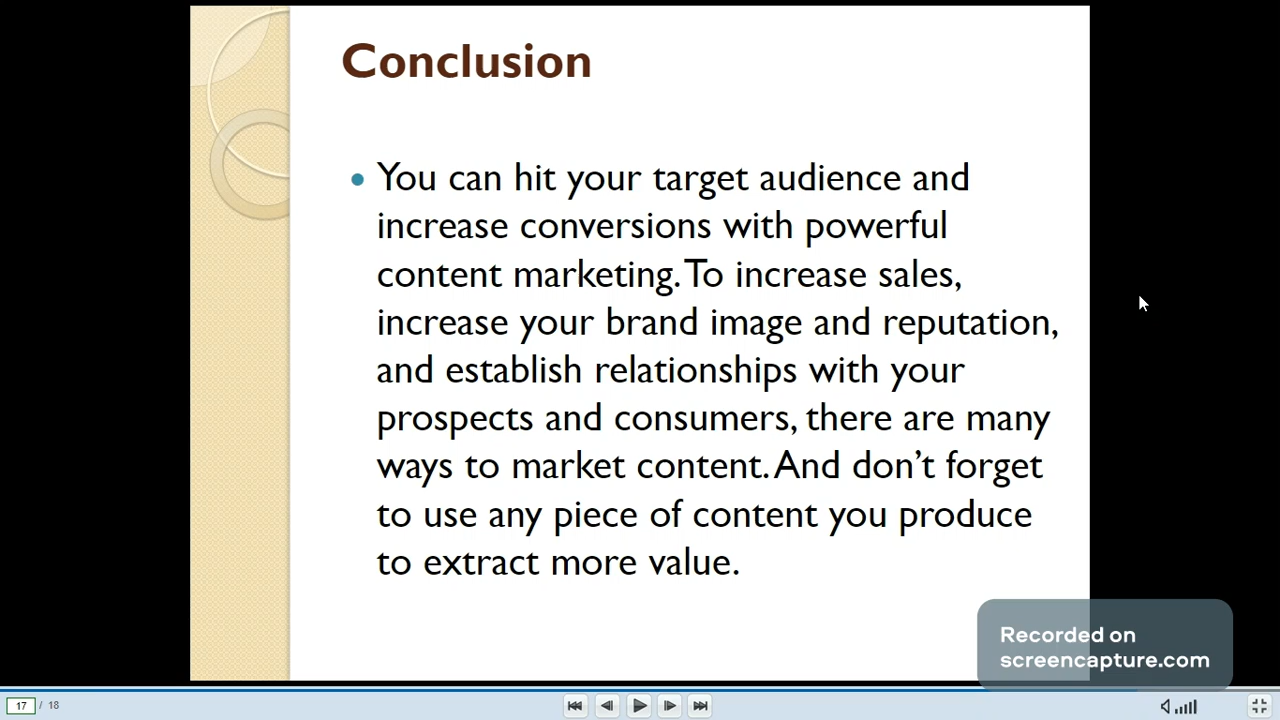 Conclusion
You can hit your target audience and
increase conversions with powerful
content marketing. To increase sales,
increase your brand image and reputation,
and establish relationships with your
prospects and consumers, there are many
ways to market content. And don’t forget
to use any piece of content you produce
to extract more value.
Recorded on
screencapture.com
17 / 18